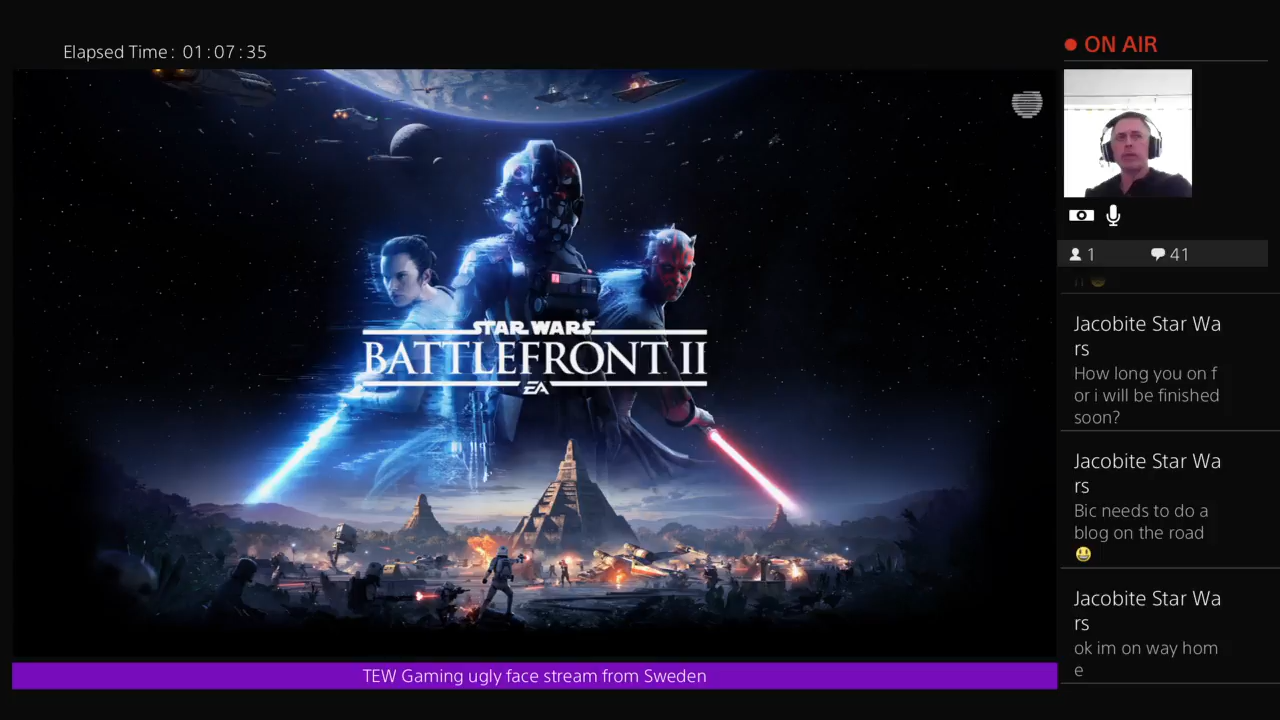 Elapsed Time: 01:07:35
ON AIR
1
41
STAR WARS
BATTLEFRONT II
EA
Jacobite Star Wa
rs
How long you on f
or i will be finished
soon?
Jacobite Star Wa
rs
Bic needs to do a
blog on the road
😃
Jacobite Star Wa
rs
ok im on way hom
e
TEW Gaming ugly face stream from Sweden